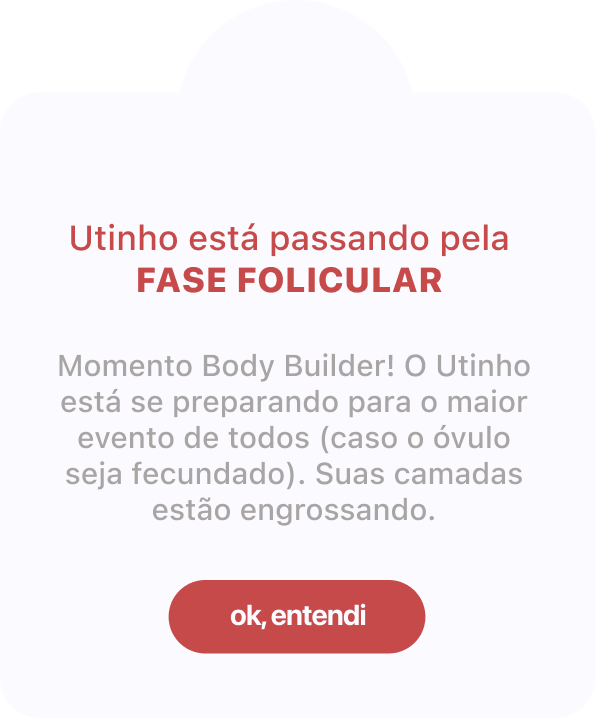 Utinho está passando pela
FASE FOLICULAR
Momento Body Builder! O Utinho
está se preparando para o maior
evento de todos (caso o óvulo
seja fecundado). Suas camadas
estão engrossando.
ok, entendi